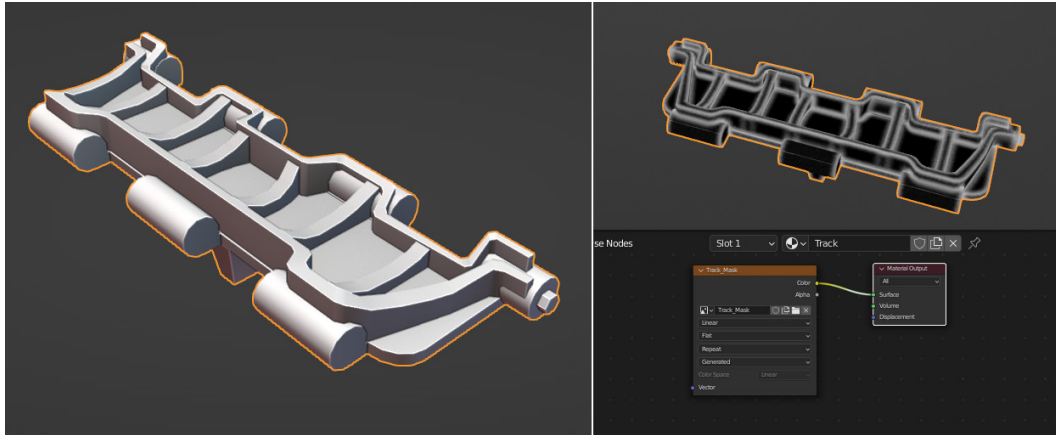 se Nodes
Slot 1
Track
Track_Mask
Color
Alpha
Track_Mask
Linear
Flat
Repeat
Generated
Color Space Linear
Vector
Material Output
All
Surface
Volume
Displacement